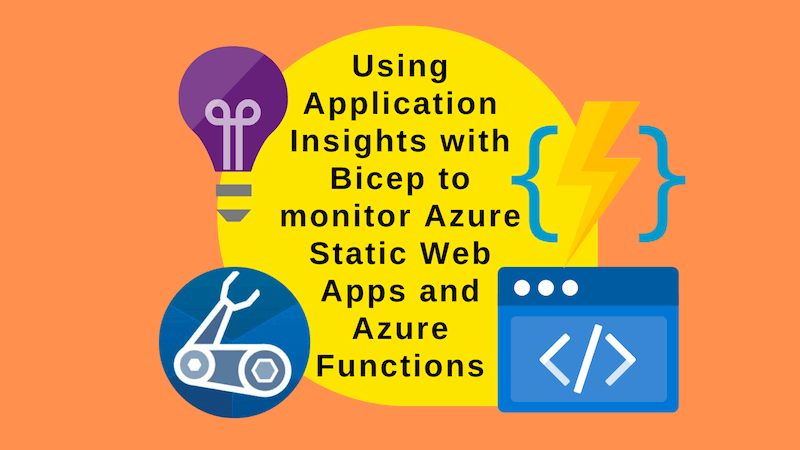 Using
Application
Insights with
Bicep to
monitor Azure
Static Web
Apps and
Azure
Functions